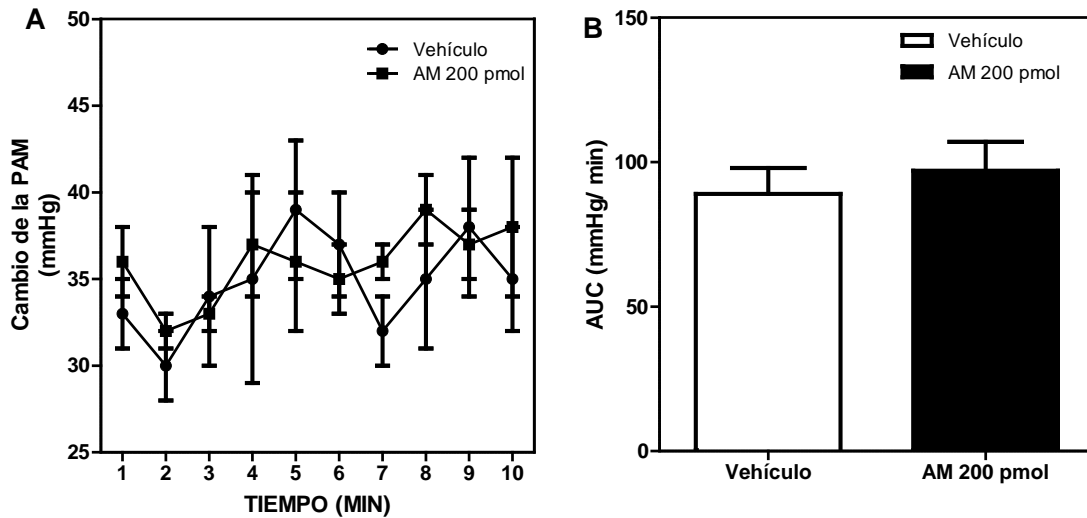 A
50
45
40
35
30
25
Cambio de la PAM
(mmHg)
Vehículo
AM 200 pmol
1 2 3 4 5 6 7 8 9 10
TIEMPO (MIN)
B
150
100
50
0
AUC (mmHg/ min)
Vehículo
AM 200 pmol
Vehículo AM 200 pmol